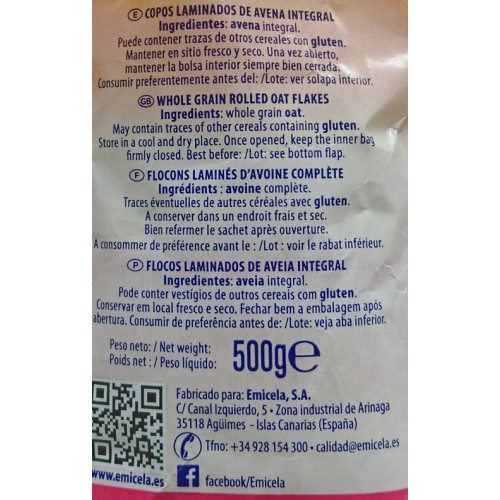 E COPOS LAMINADOS DE AVENA INTEGRAL
Ingredientes: avena integral.
Puede contener trazas de otros cereales con gluten.
Mantener en sitio fresco y seco. Una vez abierto,
mantener la bolsa interior siempre bien cerrada.
Consumir preferentemente antes del: /Lote: ver solapa inferior.
GB WHOLE GRAIN ROLLED OAT FLAKES
Ingredients: whole grain oat.
May contain traces of other cereals containing gluten.
Store in a cool and dry place. Once opened, keep the inner bag
firmly closed. Best before: /Lot: see bottom flap.
F FLOCONS LAMINÉS D'AVOINE COMPLÈTE
Ingrédients : avoine complète.
Traces éventuelles de autres céréales avec gluten.
A conserver dans un endroit frais et sec.
Bien refermer le sachet après ouverture.
A consommer de préférence avant le : /Lot : voir le rabat inférieur.
P FLOCOS LAMINADOS DE AVEIA INTEGRAL
Ingredientes: aveia integral.
Pode conter vestígios de outros cereais com gluten.
Conservar em local fresco e seco. Fechar bem a embalagem após
abertura. Consumir de preferência antes de: /Lote: veja aba inferior.
Peso neto: / Net weight:
Poids net : / Peso líquido:
500g e
Fabricado para: Emicela, S.A.
C/ Canal Izquierdo, 5 • Zona industrial de Arinaga
35118 Agüimes - Islas Canarias (España)
Tfno: +34 928 154 300 • calidad@emicela.es
www.emicela.es
facebook/Emicela